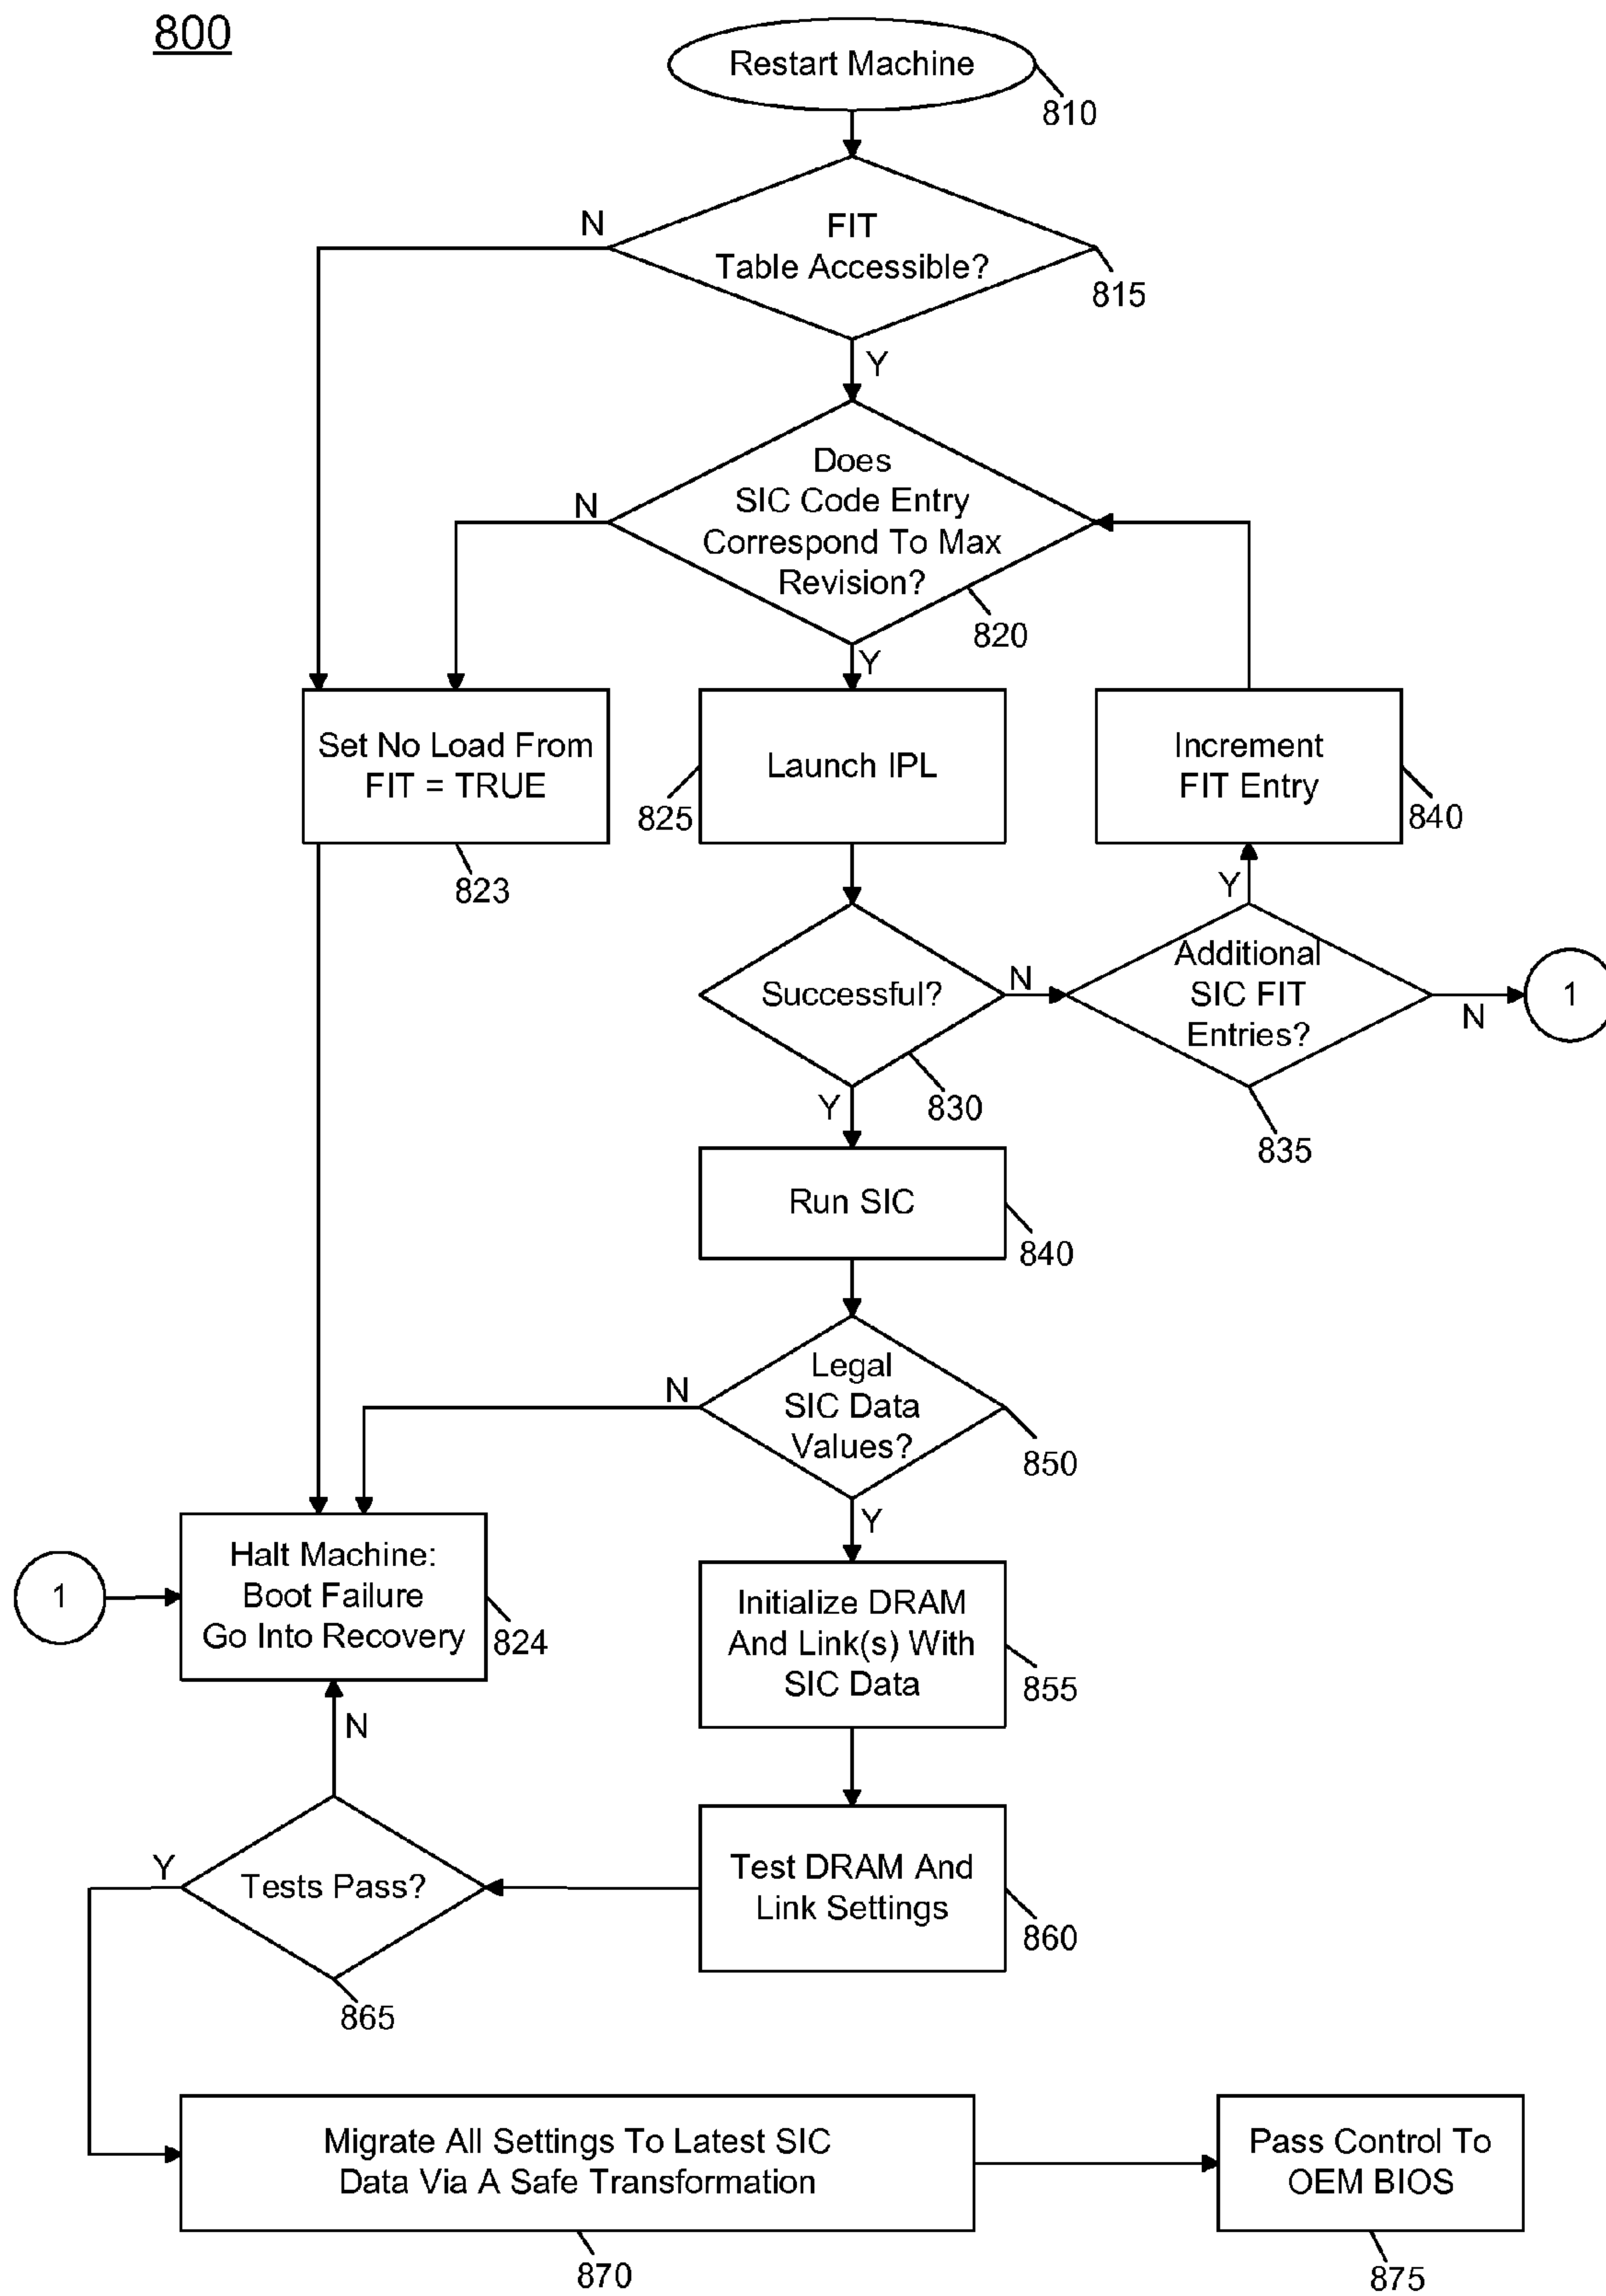 800
Restart Machine
810
FIT
Table Accessible?
815
N
Y
Does
SIC Code Entry
Correspond To Max
Revision?
820
N
Y
Set No Load From
FIT = TRUE
823
Launch IPL
825
Increment
FIT Entry
840
Y
Successful?
830
N
Additional
SIC FIT
Entries?
835
N
1
Y
Run SIC
840
Legal
SIC Data
Values?
850
N
Y
1
Halt Machine:
Boot Failure
Go Into Recovery
824
Initialize DRAM
And Link(s) With
SIC Data
855
N
Y
Tests Pass?
865
Test DRAM And
Link Settings
860
Migrate All Settings To Latest SIC
Data Via A Safe Transformation
870
Pass Control To
OEM BIOS
875